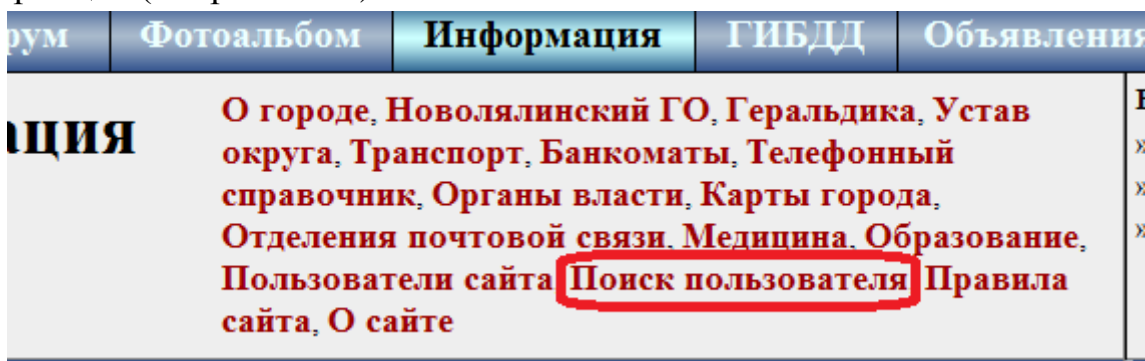 рум Фотоальбом Информация ГИБДД Объявления
ация
О городе, Новолялинский ГО, Геральдика, Устав
округа, Транспорт, Банкоматы, Телефонный
справочник, Органы власти, Карты города,
Отделения почтовой связи, Медицина, Образование,
Пользователи сайта, Поиск пользователя, Правила
сайта, О сайте
»
»
»